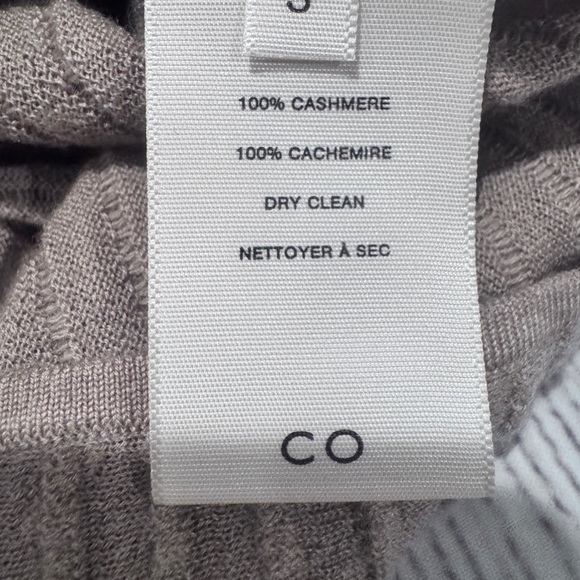 S
100% CASHMERE
100% CACHEMIRE
DRY CLEAN
NETTOYER À SEC
CO